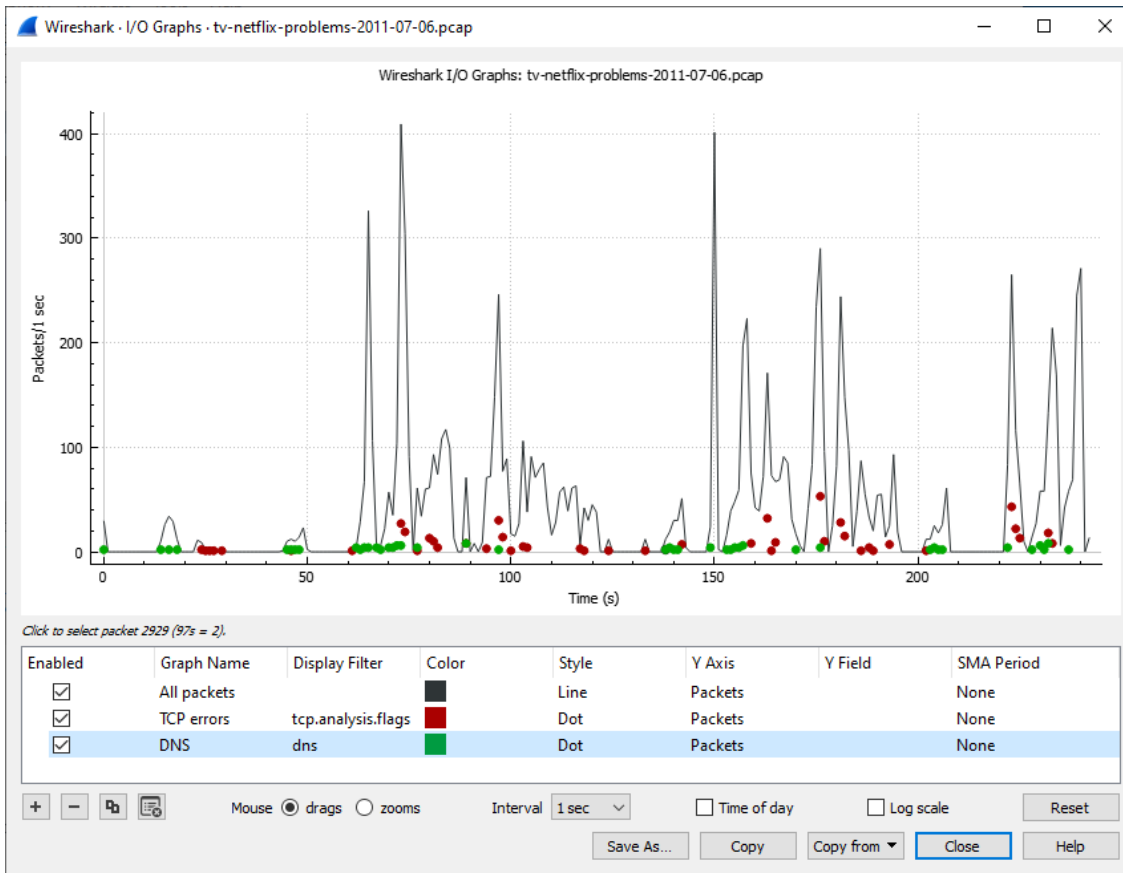 Wireshark · I/O Graphs · tv-netflix-problems-2011-07-06.pcap
Wireshark I/O Graphs: tv-netflix-problems-2011-07-06.pcap
400
300
200
100
0
Packets/1 sec
0 50 100 150 200
Time (s)
Click to select packet 2929 (97s = 2).
Enabled Graph Name Display Filter Color Style Y Axis Y Field SMA Period
All packets Line Packets None
TCP errors tcp.analysis.flags Dot Packets None
DNS dns Dot Packets None
Mouse drags zooms Interval 1 sec Time of day Log scale Reset
Save As... Copy Copy from Close Help